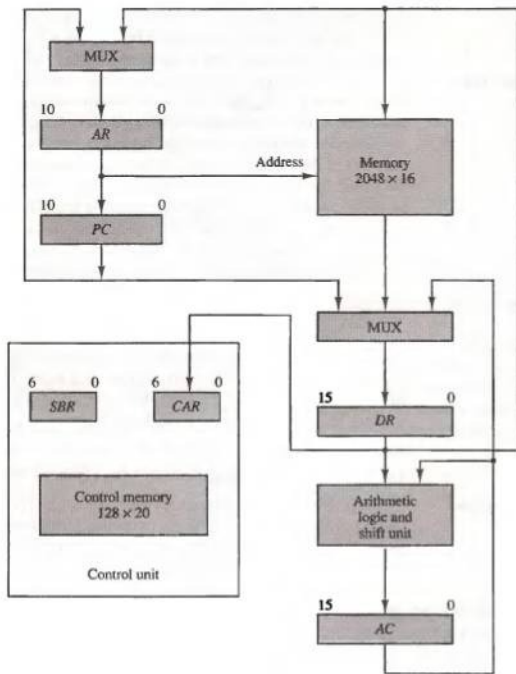 MUX
10 0
AR
Address
Memory
2048 × 16
10 0
PC
MUX
6 0 6 0
SBR CAR
15 0
DR
Control memory
128 × 20
Arithmetic
logic and
shift unit
Control unit
15 0
AC